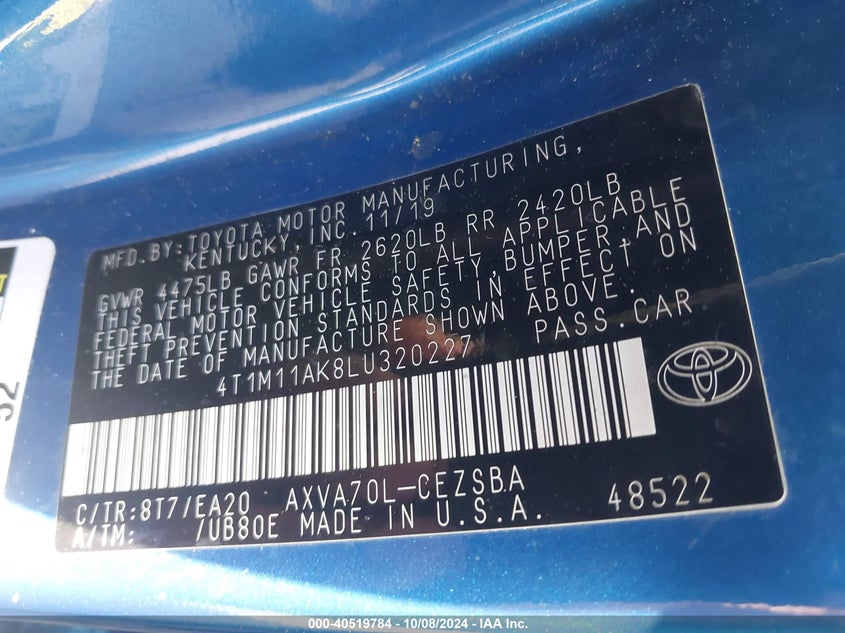 MFD.BY:TOYOTA MOTOR MANUFACTURING,
KENTUCKY, INC. 11/19
GVWR 4475LB GAWR FR 2620LB RR 2420LB
THIS VEHICLE CONFORMS TO ALL APPLICABLE
FEDERAL MOTOR VEHICLE SAFETY,BUMPER,AND
THEFT PREVENTION STANDARDS IN EFFECT ON
THE DATE OF MANUFACTURE SHOWN ABOVE.
4T1M11AK8LU320227 PASS.CAR
C/TR:8T7/EA20 AXVA70L-CEZSBA
A/TM: /UB80E MADE IN U.S.A. 48522
52
000-40519784 - 10/08/2024 - IAA Inc.